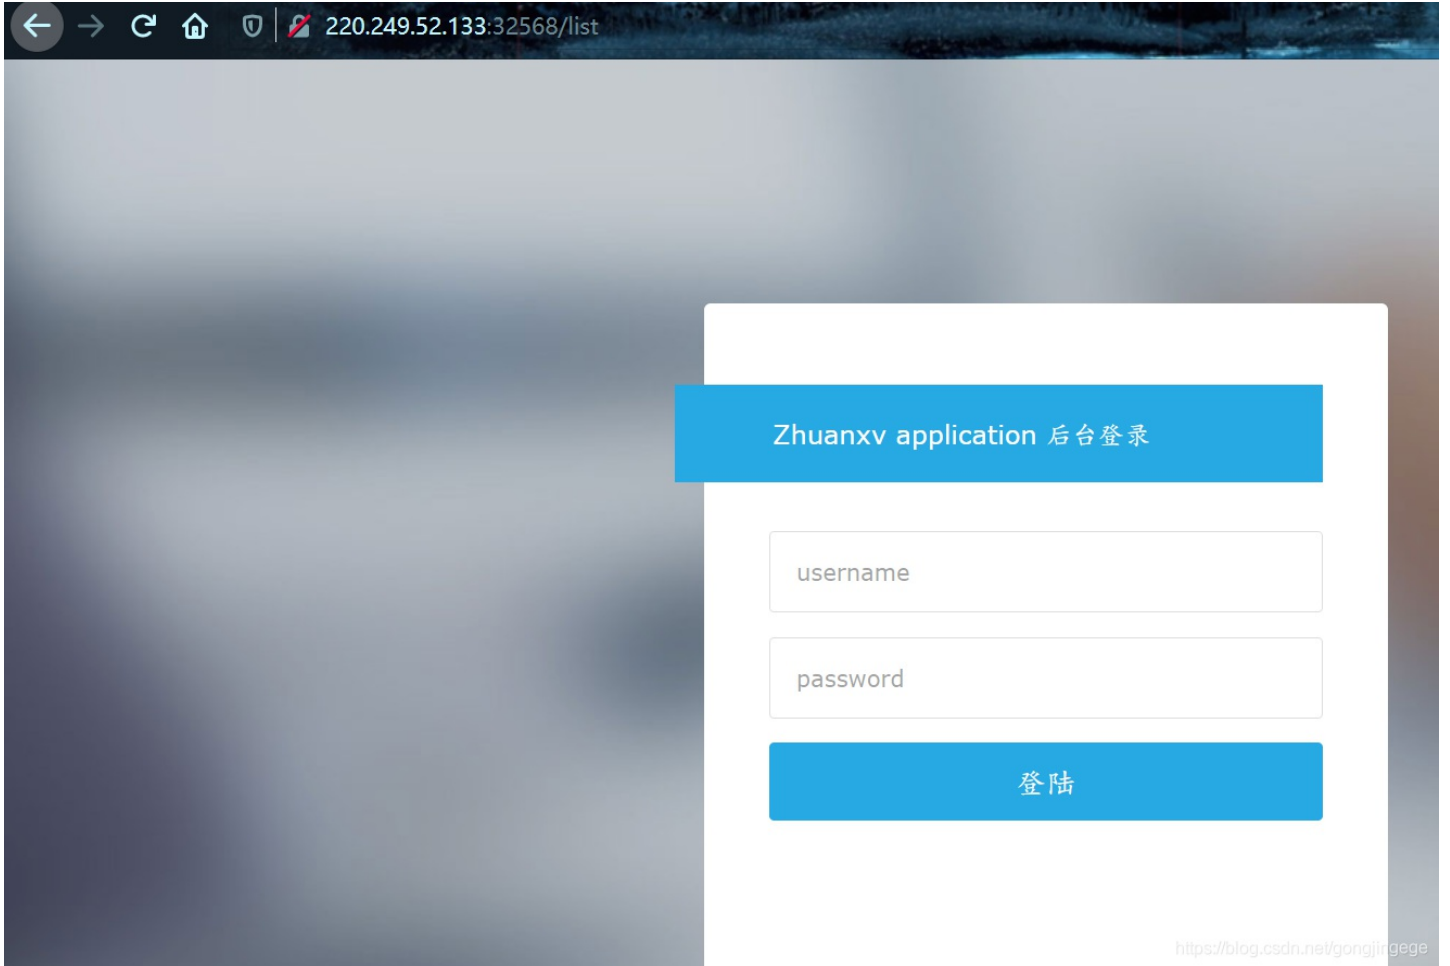 220.249.52.133:32568/list
Zhuanxv application 后台登录
username
password
登陆
https://blog.csdn.net/gongjingege